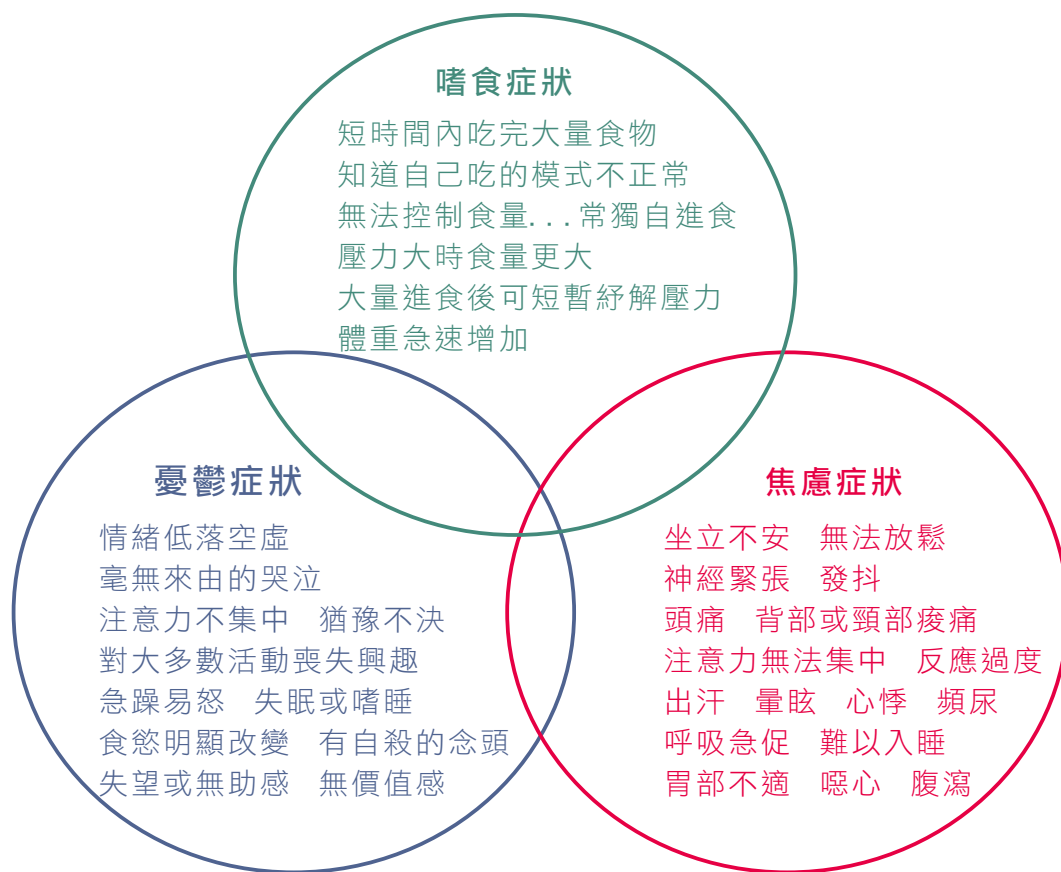 嗜食症狀
短時間內吃完大量食物
知道自己吃的模式不正常
無法控制食量...常獨自進食
壓力大時食量更大
大量進食後可短暫紓解壓力
體重急速增加
憂鬱症狀
情緒低落空虛
毫無來由的哭泣
注意力不集中 猶豫不決
對大多數活動喪失興趣
急躁易怒 失眠或嗜睡
食慾明顯改變 有自殺的念頭
失望或無助感 無價值感
焦慮症狀
坐立不安 無法放鬆
神經緊張 發抖
頭痛 背部或頸部痠痛
注意力無法集中 反應過度
出汗 暈眩 心悸 頻尿
呼吸急促 難以入睡
胃部不適 噁心 腹瀉